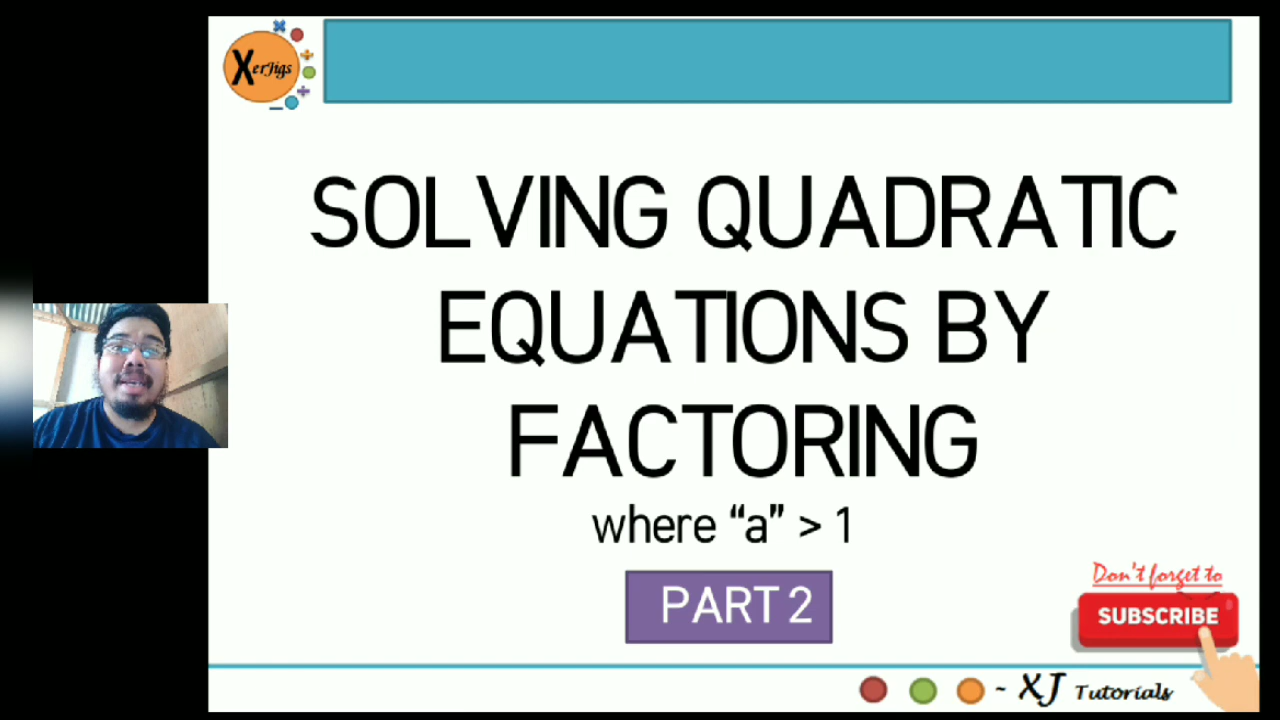 XerJigs
SOLVING QUADRATIC
EQUATIONS BY
FACTORING
where “a” > 1
PART 2
Don't forget to
SUBSCRIBE
~ XJ Tutorials